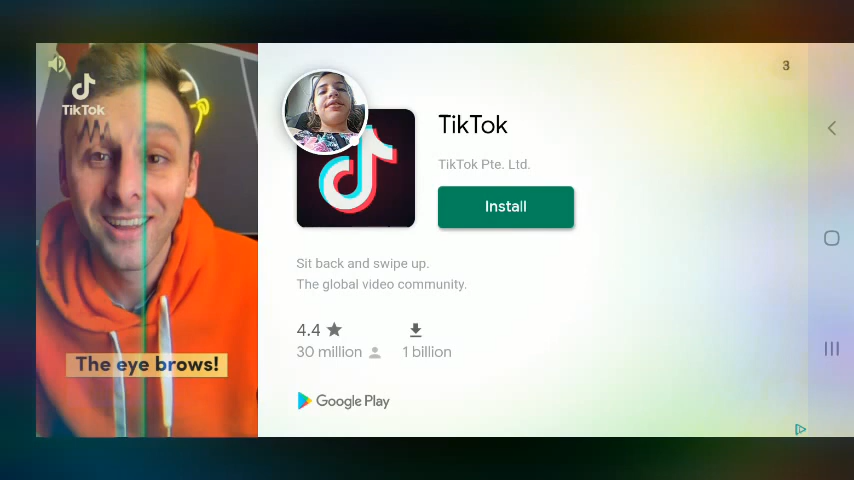 TikTok
The eye brows!
3
TikTok
TikTok Pte. Ltd.
Install
Sit back and swipe up.
The global video community.
4.4
30 million
1 billion
Google Play